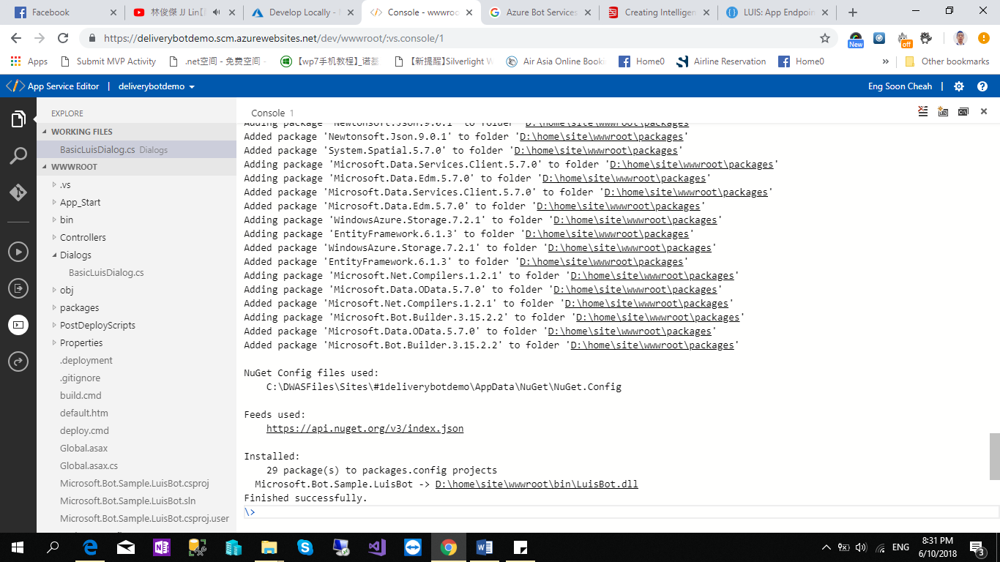 Facebook
林俊傑 JJ Lin【
Develop Locally -
Console - wwwroo
Azure Bot Services
Creating Intelligen
LUIS: App Endpoin
https://deliverybotdemo.scm.azurewebsites.net/dev/wwwroot/:vs.console/1
New
off
Apps
Submit MVP Activity
.net空间 - 免费空间 -
【wp7手机教程】_诺基
【新提醒】Silverlight W
Air Asia Online Booki
Home0
Airline Reservation
Home0
»
Other bookmarks
App Service Editor | deliverybotdemo
Eng Soon Cheah |
EXPLORE
WORKING FILES
BasicLuisDialog.cs Dialogs
WWWROOT
.vs
App_Start
bin
Controllers
Dialogs
BasicLuisDialog.cs
obj
packages
PostDeployScripts
Properties
.deployment
.gitignore
build.cmd
default.htm
deploy.cmd
Global.asax
Global.asax.cs
Microsoft.Bot.Sample.LuisBot.csproj
Microsoft.Bot.Sample.LuisBot.sln
Microsoft.Bot.Sample.LuisBot.csproj.user
Console 1
Adding package 'Newtonsoft.Json.9.0.1' to folder 'D:\home\site\wwwroot\packages'
Added package 'Newtonsoft.Json.9.0.1' to folder 'D:\home\site\wwwroot\packages'
Added package 'System.Spatial.5.7.0' to folder 'D:\home\site\wwwroot\packages'
Adding package 'Microsoft.Data.Services.Client.5.7.0' to folder 'D:\home\site\wwwroot\packages'
Adding package 'Microsoft.Data.Edm.5.7.0' to folder 'D:\home\site\wwwroot\packages'
Added package 'Microsoft.Data.Services.Client.5.7.0' to folder 'D:\home\site\wwwroot\packages'
Added package 'Microsoft.Data.Edm.5.7.0' to folder 'D:\home\site\wwwroot\packages'
Adding package 'WindowsAzure.Storage.7.2.1' to folder 'D:\home\site\wwwroot\packages'
Adding package 'EntityFramework.6.1.3' to folder 'D:\home\site\wwwroot\packages'
Added package 'WindowsAzure.Storage.7.2.1' to folder 'D:\home\site\wwwroot\packages'
Added package 'EntityFramework.6.1.3' to folder 'D:\home\site\wwwroot\packages'
Adding package 'Microsoft.Net.Compilers.1.2.1' to folder 'D:\home\site\wwwroot\packages'
Adding package 'Microsoft.Data.OData.5.7.0' to folder 'D:\home\site\wwwroot\packages'
Added package 'Microsoft.Net.Compilers.1.2.1' to folder 'D:\home\site\wwwroot\packages'
Adding package 'Microsoft.Bot.Builder.3.15.2.2' to folder 'D:\home\site\wwwroot\packages'
Added package 'Microsoft.Data.OData.5.7.0' to folder 'D:\home\site\wwwroot\packages'
Added package 'Microsoft.Bot.Builder.3.15.2.2' to folder 'D:\home\site\wwwroot\packages'
NuGet Config files used:
C:\DWASFiles\Sites\#1deliverybotdemo\AppData\NuGet\NuGet.Config
Feeds used:
https://api.nuget.org/v3/index.json
Installed:
29 package(s) to packages.config projects
Microsoft.Bot.Sample.LuisBot -> D:\home\site\wwwroot\bin\LuisBot.dll
Finished successfully.
\>
ENG
8:31 PM
6/10/2018
3